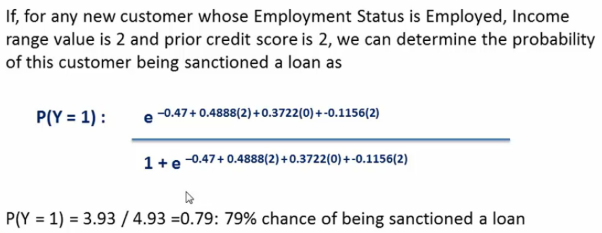 If, for any new customer whose Employment Status is Employed, Income
range value is 2 and prior credit score is 2, we can determine the probability
of this customer being sanctioned a loan as
P(Y = 1) : e –0.47 + 0.4888(2) + 0.3722(0) + -0.1156(2)
1 + e –0.47 + 0.4888(2) + 0.3722(0) + -0.1156(2)
P(Y = 1) = 3.93 / 4.93 =0.79: 79% chance of being sanctioned a loan